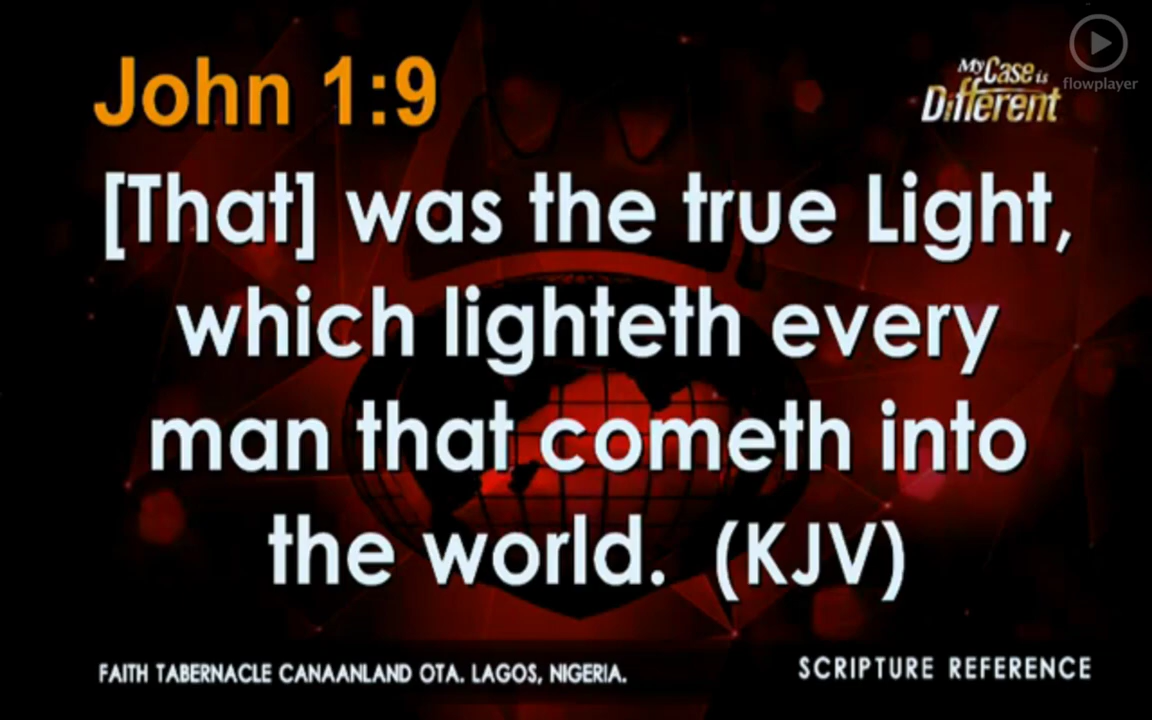 John 1:9
My Case is
Different
flowplayer
[That] was the true Light,
which lighteth every
man that cometh into
the world. (KJV)
FAITH TABERNACLE CANAANLAND OTA. LAGOS, NIGERIA.
SCRIPTURE REFERENCE